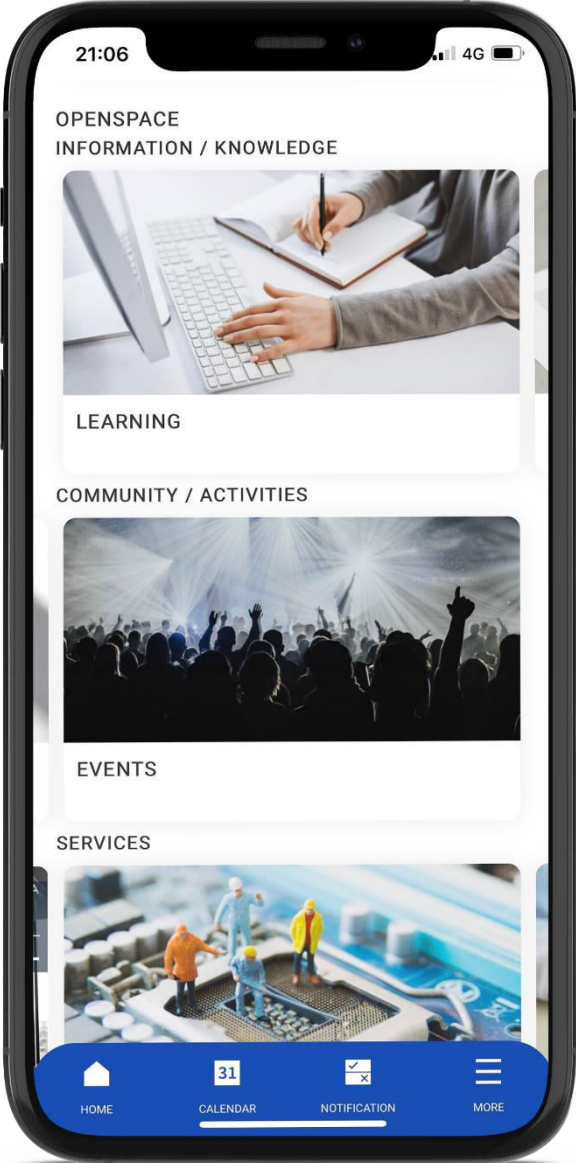 21:06
4G
OPENSPACE
INFORMATION / KNOWLEDGE
LEARNING
COMMUNITY / ACTIVITIES
EVENTS
SERVICES
A
31
HOME
CALENDAR
NOTIFICATION
MORE